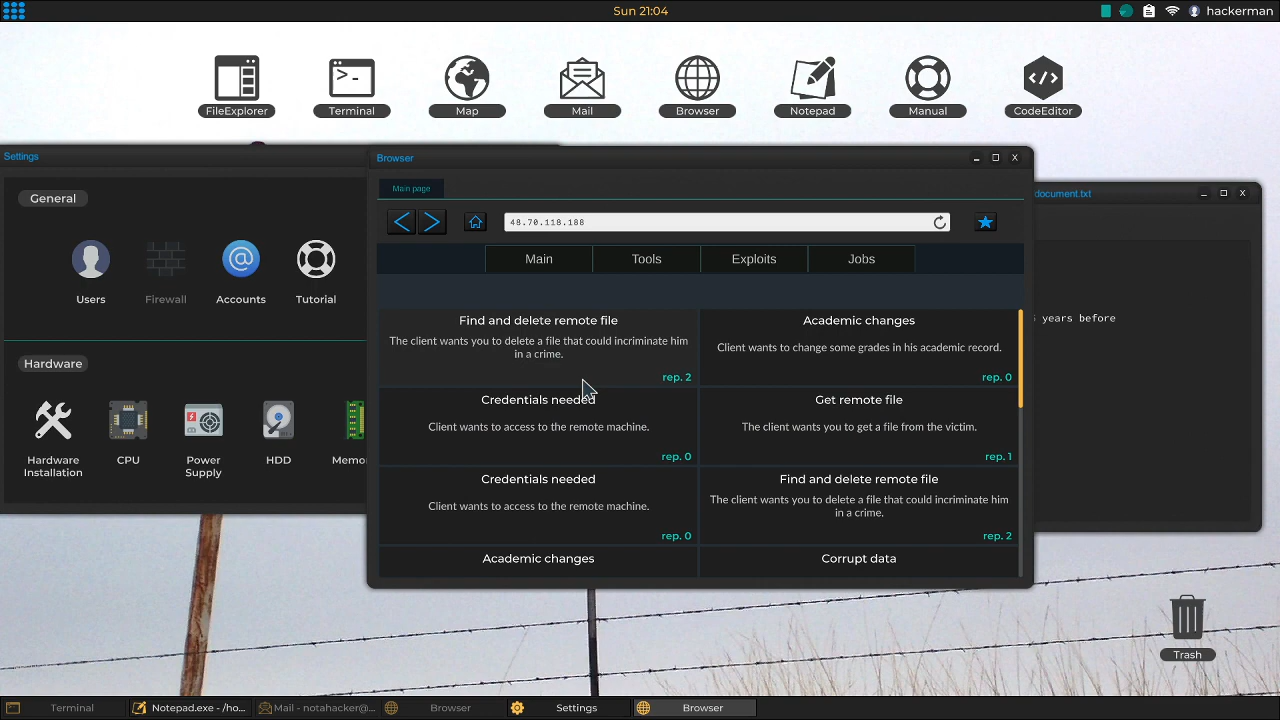 Sun 21:04
hackerman
FileExplorer
>-
Terminal
Map
Mail
Browser
Notepad
Manual
</>
CodeEditor
Settings
General
Users
Firewall
@
Accounts
Tutorial
Hardware
Hardware
Installation
CPU
Power
Supply
HDD
Memo
Browser
Main page
48.70.118.188
Main
Tools
Exploits
Jobs
Find and delete remote file
The client wants you to delete a file that could incriminate him
in a crime.
rep. 2
Academic changes
Client wants to change some grades in his academic record.
rep. 0
Credentials needed
Client wants to access to the remote machine.
rep. 0
Get remote file
The client wants you to get a file from the victim.
rep. 1
Credentials needed
Client wants to access to the remote machine.
rep. 0
Find and delete remote file
The client wants you to delete a file that could incriminate him
in a crime.
rep. 2
Academic changes
Corrupt data
document.txt
years before
Trash
Terminal
Notepad.exe - /ho...
Mail - notahacker@...
Browser
Settings
Browser